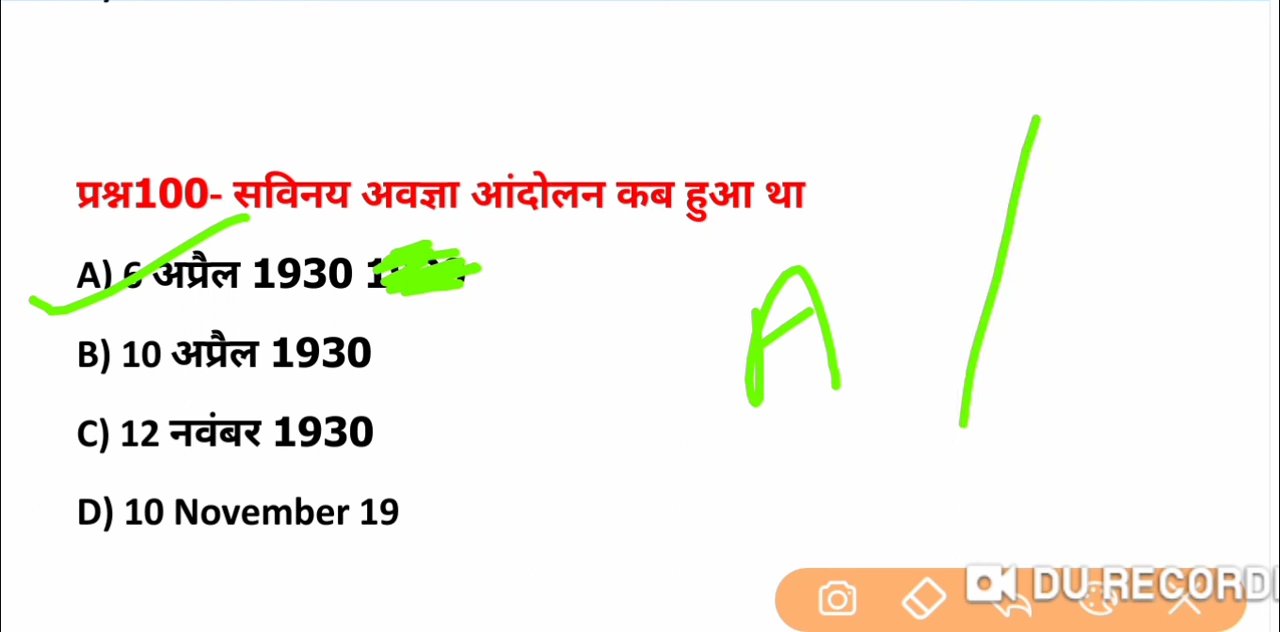 प्रश्न100- सविनय अवज्ञा आंदोलन कब हुआ था
A) 6 अप्रैल 1930
B) 10 अप्रैल 1930
C) 12 नवंबर 1930
D) 10 November 19
A
DU RECORD